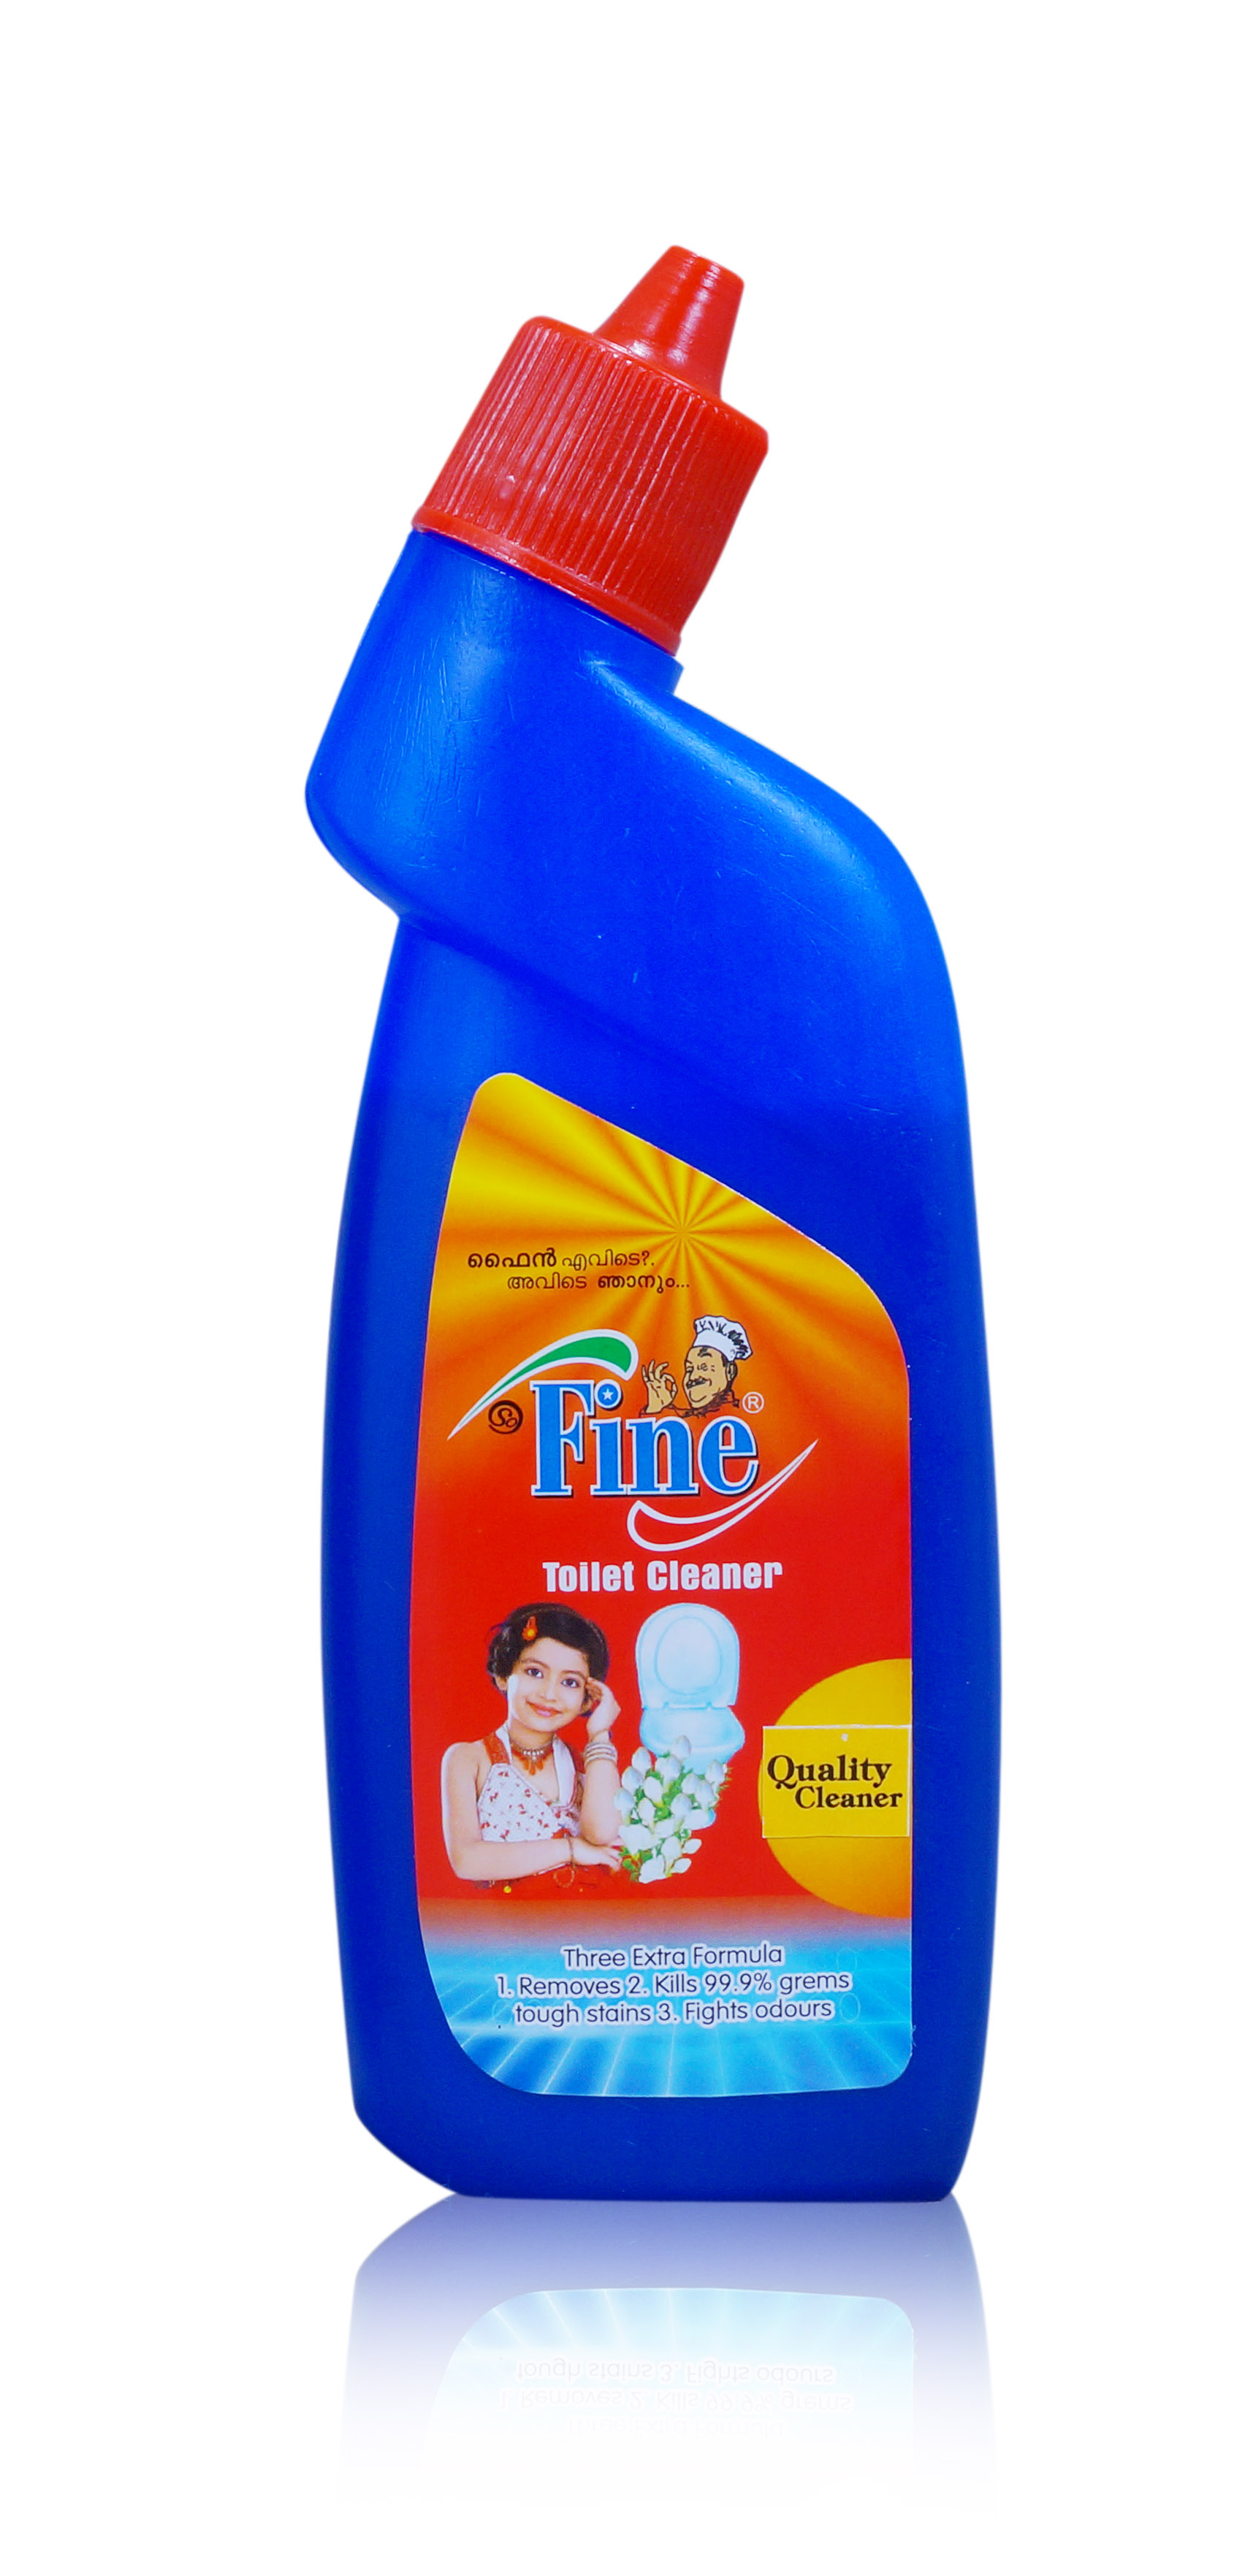 ഫൈൻ എവിടെ?.
അവിടെ ഞാനും...
Fine®
Toilet Cleaner
Quality
Cleaner
Three Extra Formula
1. Removes 2. Kills 99.9% grems
tough stains 3. Fights odours